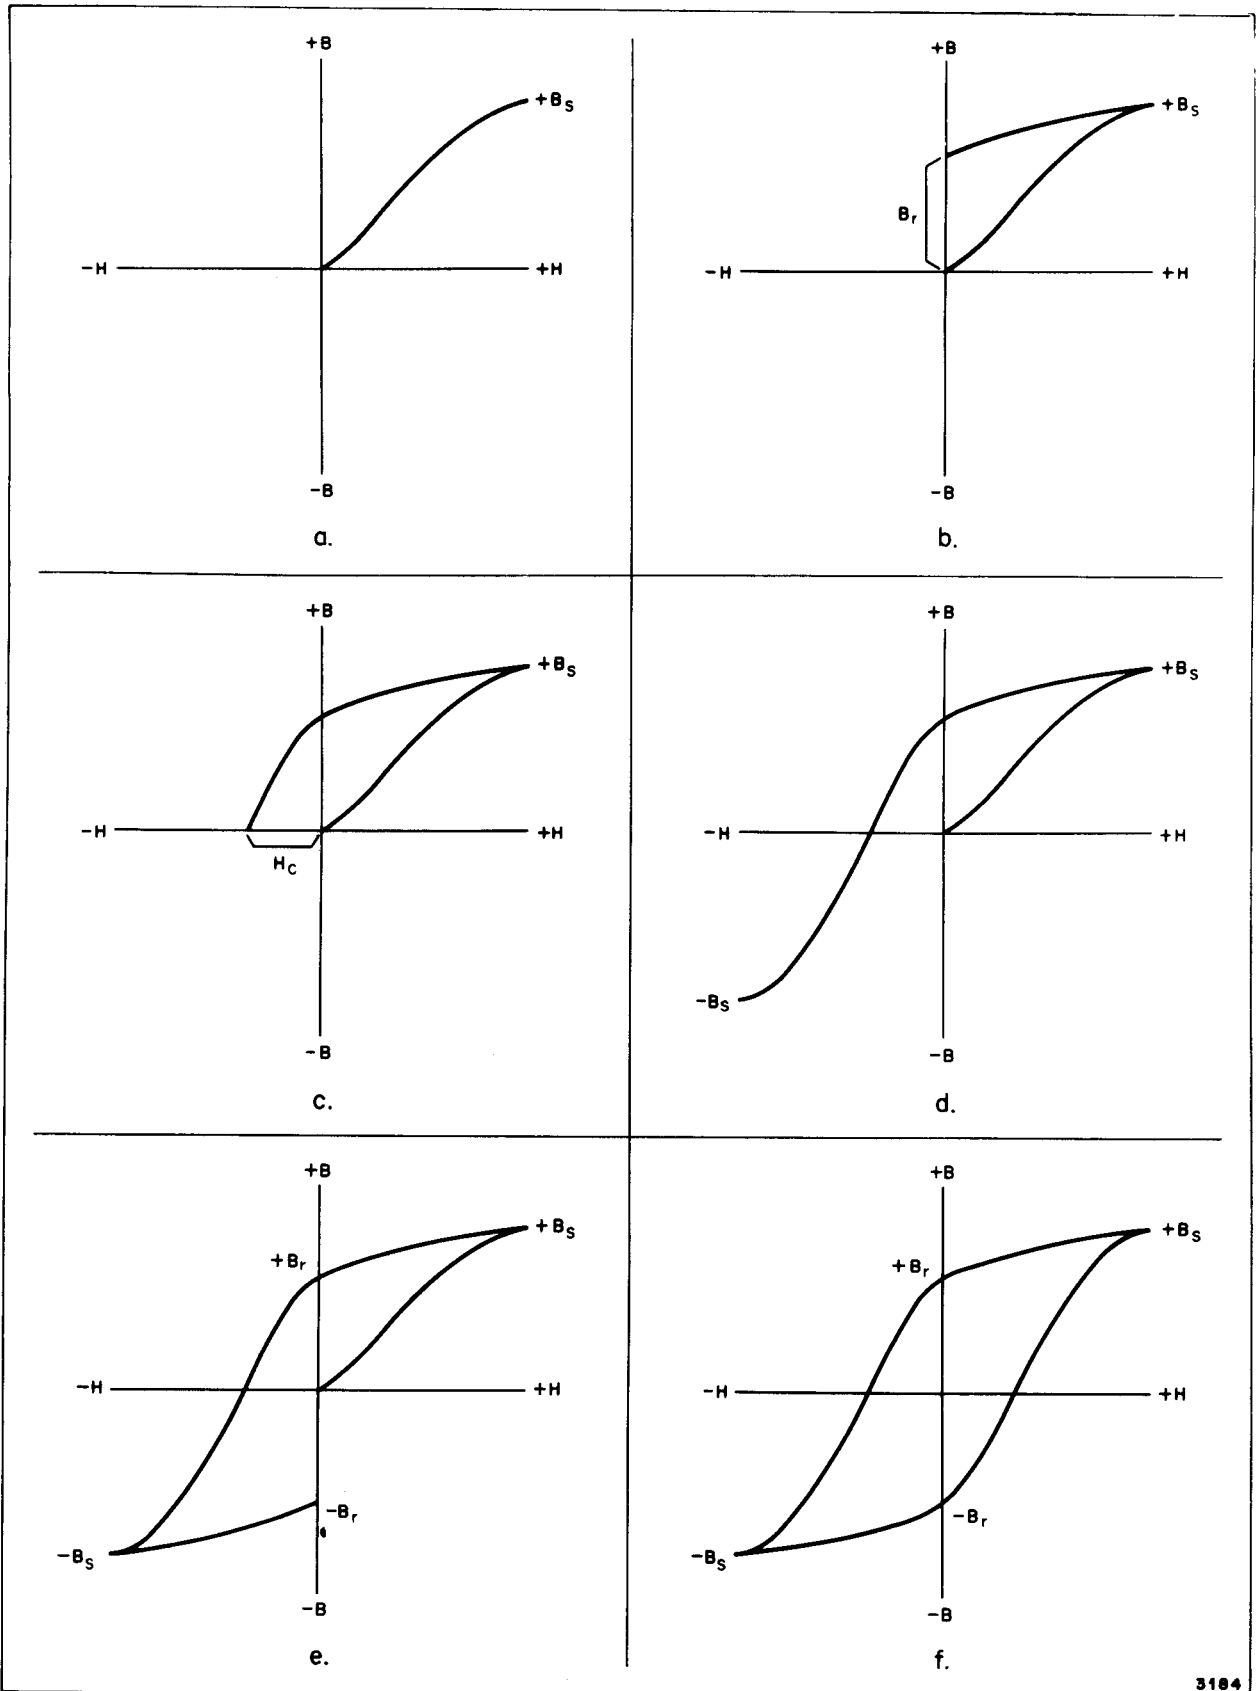 +B
+Bs
-H
+H
-B
a.
+B
+Bs
Br
-H
+H
-B
b.
+B
+Bs
-H
+H
Hc
-B
c.
+B
+Bs
-H
+H
-Bs
-B
d.
+B
+Bs
+Br
-H
+H
-Br
-Bs
-B
e.
+B
+Bs
+Br
-H
+H
-Br
-Bs
-B
f.
3184